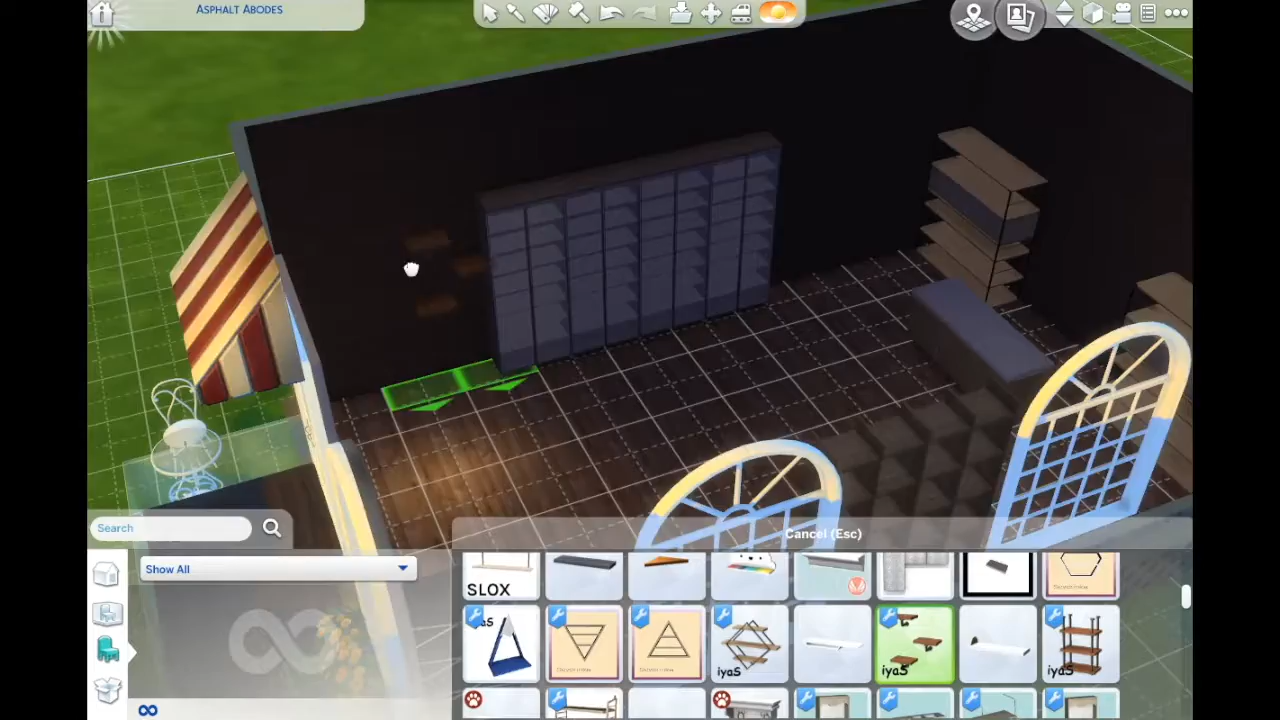 ASPHALT ABODES
Search
Cancel (Esc)
Show All
SLOX
iyaS
iyaS
iyaS